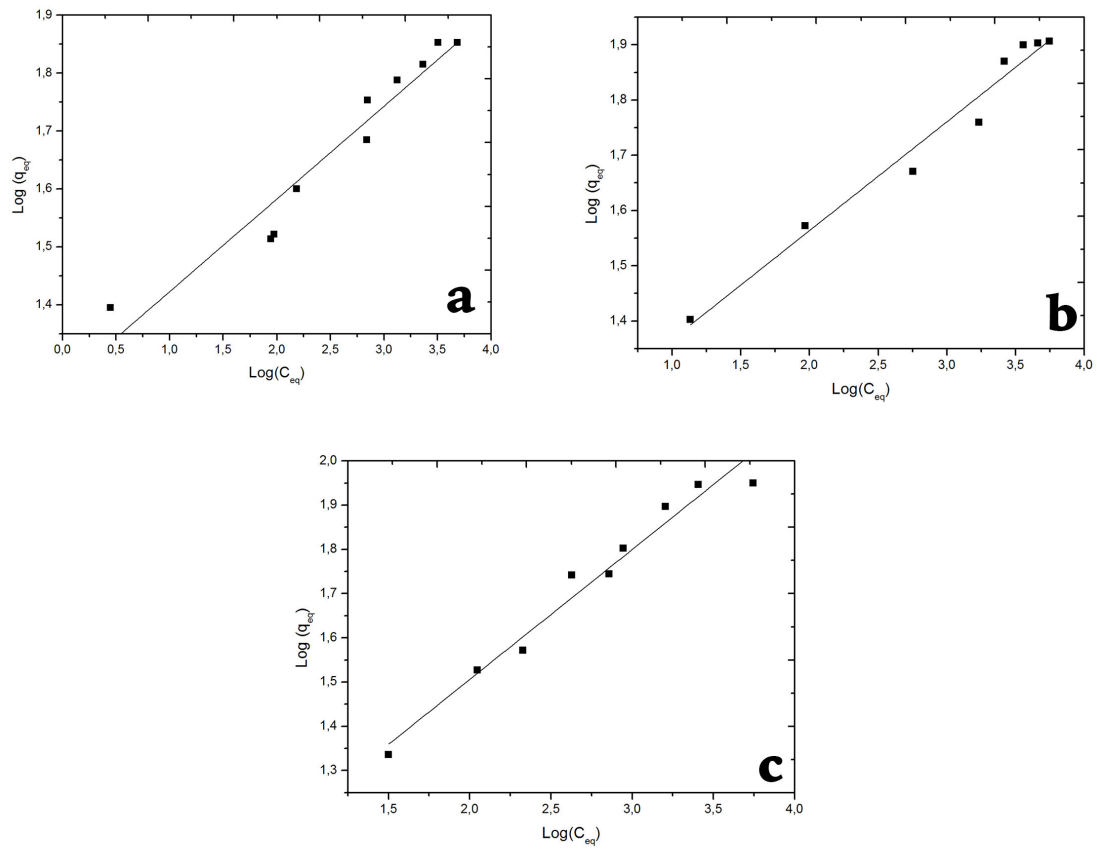 1,9
1,8
1,7
1,6
1,5
1,4
Log (q_eq)
0,0 0,5 1,0 1,5 2,0 2,5 3,0 3,5 4,0
Log(C_eq)
a
1,9
1,8
1,7
1,6
1,5
1,4
Log (q_eq)
1,0 1,5 2,0 2,5 3,0 3,5 4,0
Log(C_eq)
b
2,0
1,9
1,8
1,7
1,6
1,5
1,4
1,3
Log (q_eq)
1,5 2,0 2,5 3,0 3,5 4,0
Log(C_eq)
c